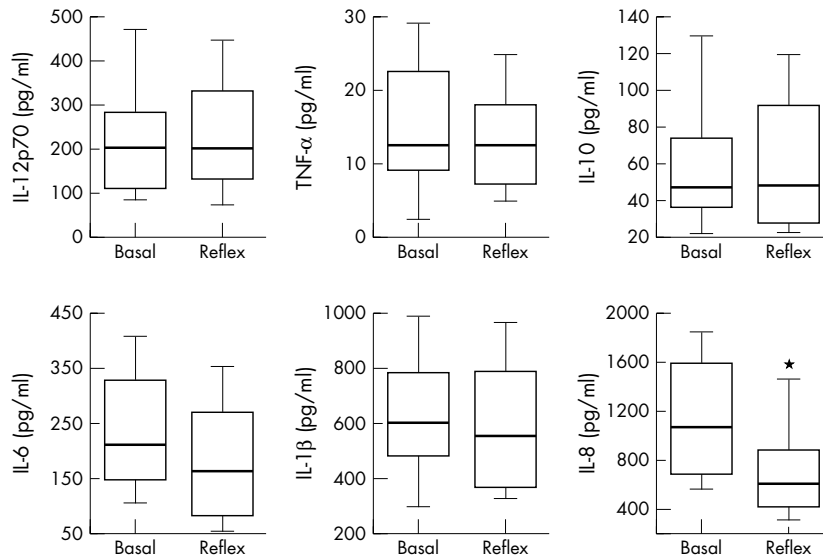 IL-12p70 (pg/ml)
500
400
300
200
100
0
Basal Reflex
TNF-α (pg/ml)
30
20
10
0
Basal Reflex
IL-10 (pg/ml)
140
120
100
80
60
40
20
Basal Reflex
IL-6 (pg/ml)
450
350
250
150
50
Basal Reflex
IL-1β (pg/ml)
1000
800
600
400
200
Basal Reflex
IL-8 (pg/ml)
2000
1600
1200
800
400
Basal Reflex